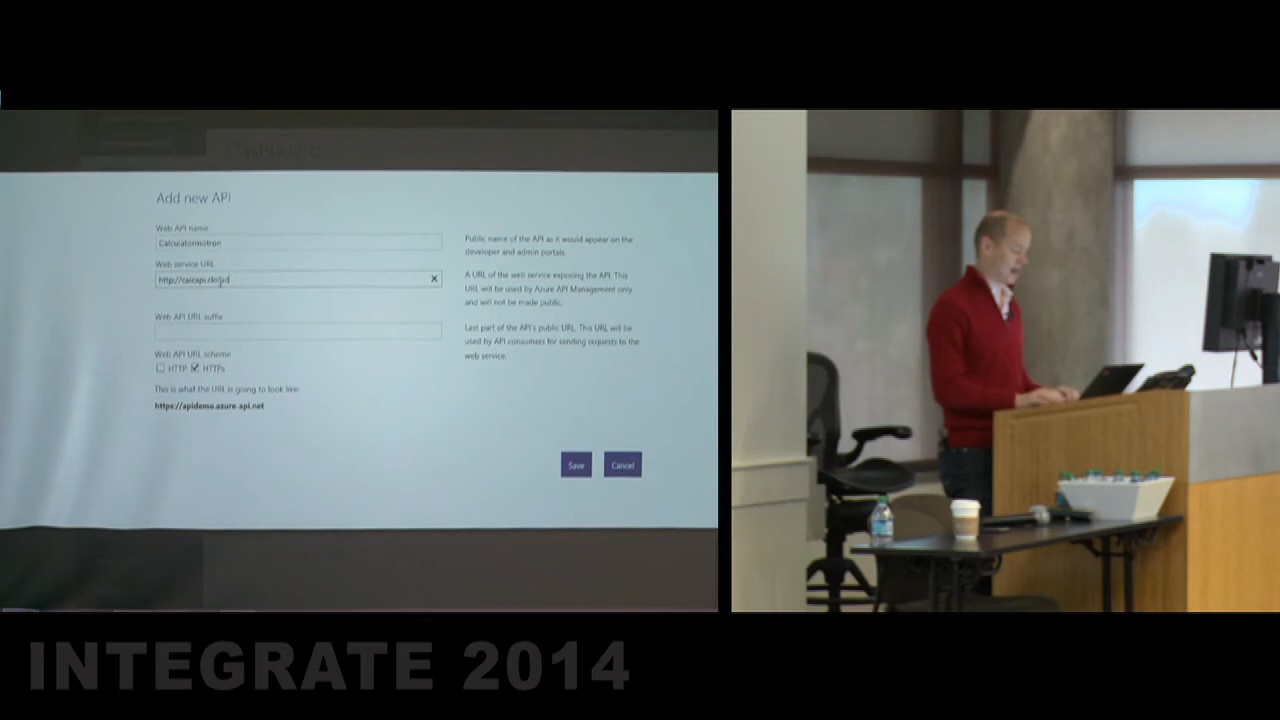 Add new API
Web API name
Calculatormotron
Public name of the API as it would appear on the
developer and admin portals.
Web service URL
A URL of the web service exposing the API. This
URL will be used by Azure API Management only
and will not be made public.
Web API URL suffix
Last part of the API's public URL. This URL will be
used by API consumers for sending requests to the
web service.
Web API URL scheme
HTTP HTTPs
This is what the URL is going to look like:
https://apidemo.azure-api.net
Save Cancel
INTEGRATE 2014